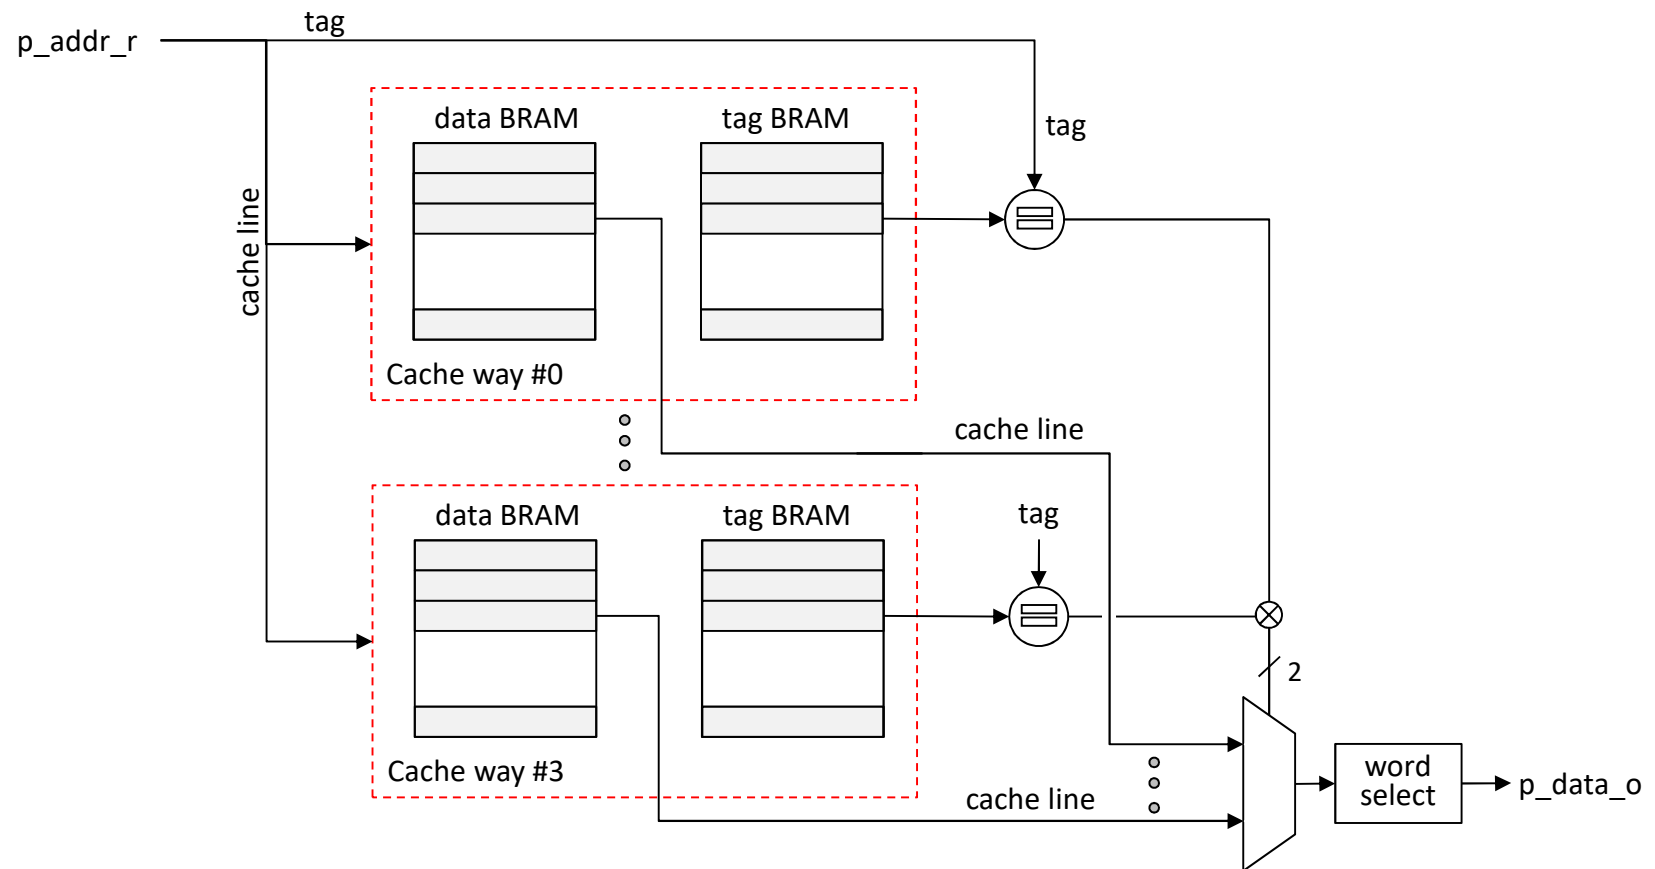 tag
p_addr_r
data BRAM
tag BRAM
tag
cache line
Cache way #0
cache line
data BRAM
tag BRAM
tag
2
Cache way #3
cache line
word
select
p_data_o